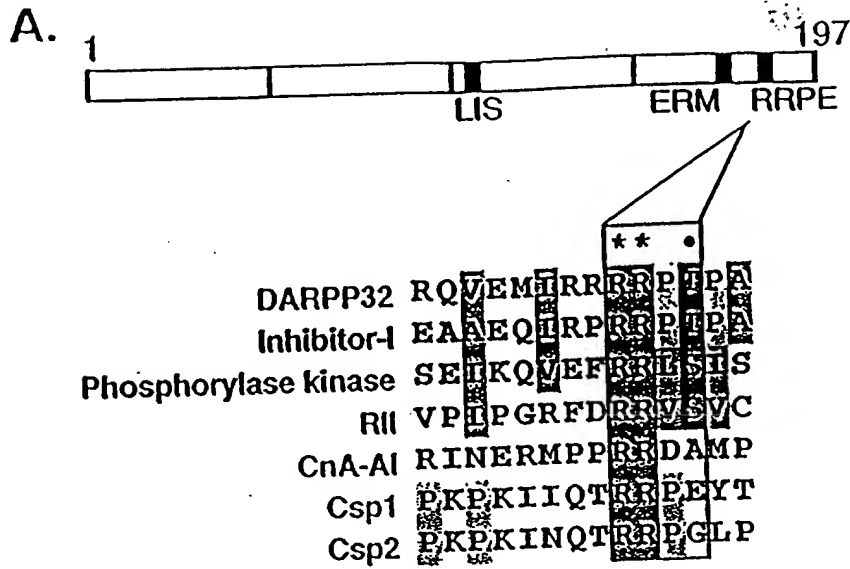 A.
1 197
LIS ERM RRPE
* * •
DARPP32 RQVEMIRRRRPTPA
Inhibitor-I EAAEQIRPRRPTPA
Phosphorylase kinase SEIKQVEFRRLSIS
RII VPIPGRFDRRVSVC
CnA-AI RINERMPPRRDAMP
Csp1 PKPKIIQTRRPEYT
Csp2 PKPKINQTRRPGLP